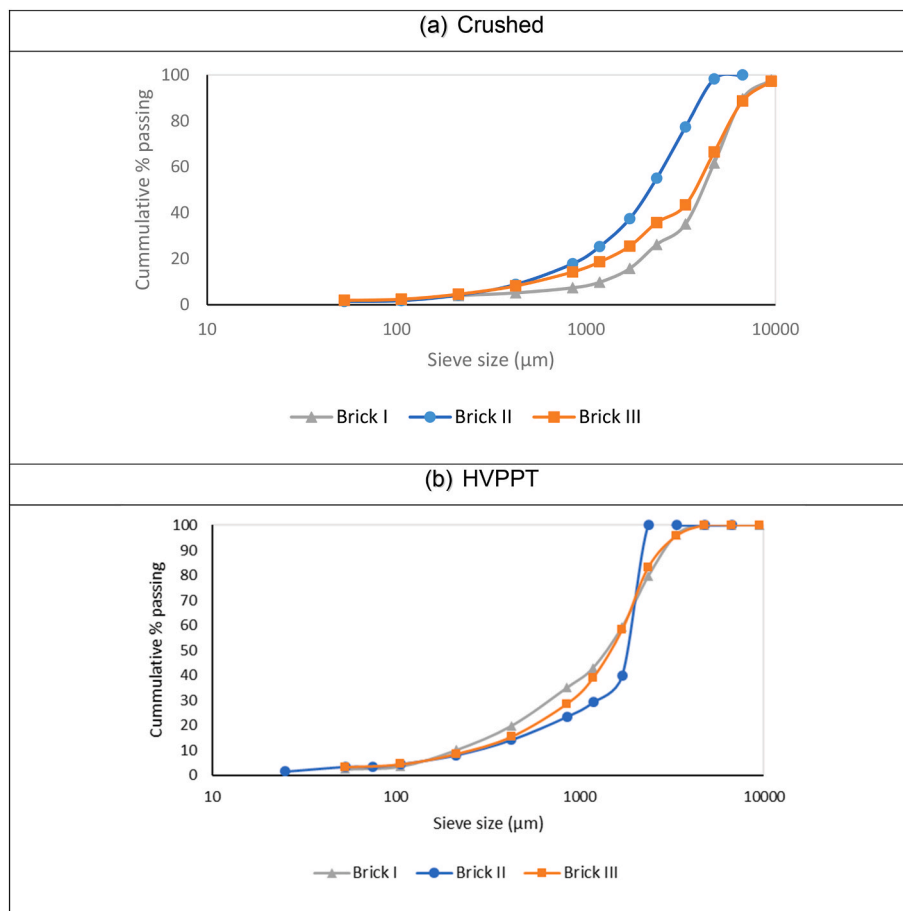 (a) Crushed
Cummulative % passing
100
80
60
40
20
0
10 100 1000 10000
Sieve size (μm)
Brick I Brick II Brick III
(b) HVPPT
Cummulative % passing
100
90
80
70
60
50
40
30
20
10
0
10 100 1000 10000
Sieve size (μm)
Brick I Brick II Brick III